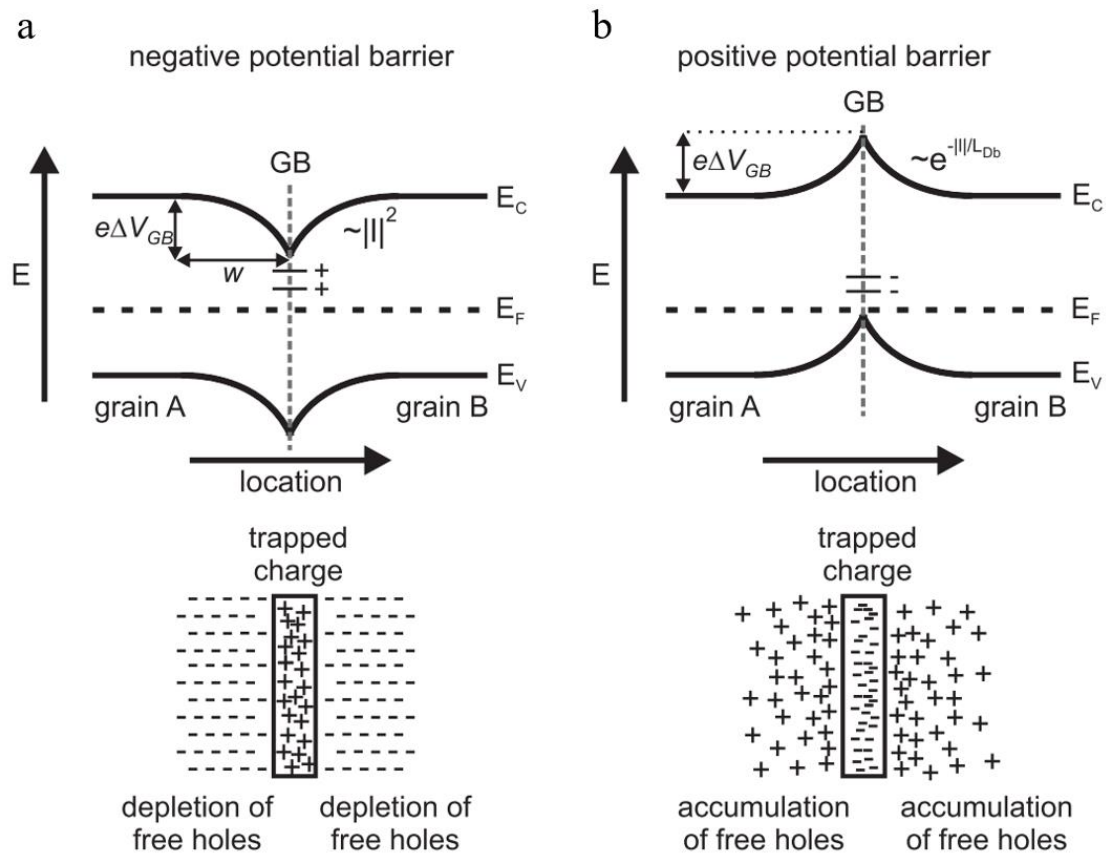 a
negative potential barrier
GB
eΔV_GB
w
~|l|²
E_C
+
+
E
E_F
E_V
grain A
grain B
location
trapped
charge
depletion of
free holes
depletion of
free holes
b
positive potential barrier
GB
eΔV_GB
~e^-|l|/L_Db
E_C
-
-
E
E_F
E_V
grain A
grain B
location
trapped
charge
accumulation
of free holes
accumulation
of free holes